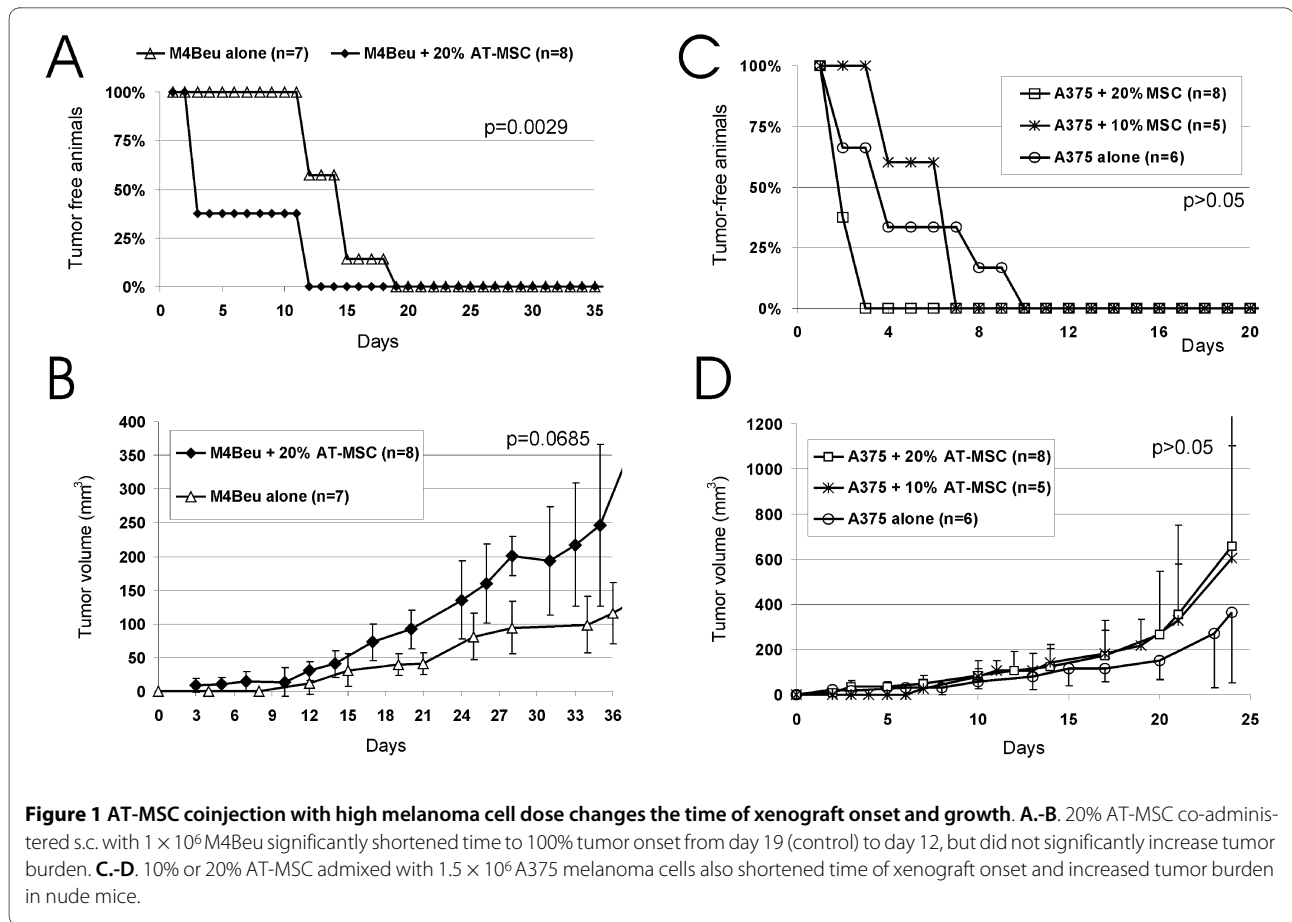 A
M4Beu alone (n=7)
M4Beu + 20% AT-MSC (n=8)
Tumor free animals
100%
75%
50%
25%
0%
p=0.0029
0 5 10 15 20 25 30 35
Days
C
Tumor-free animals
100%
75%
50%
25%
0%
A375 + 20% MSC (n=8)
A375 + 10% MSC (n=5)
A375 alone (n=6)
p>0.05
0 4 8 12 16 20
Days
B
Tumor volume (mm³)
400
350
300
250
200
150
100
50
0
M4Beu + 20% AT-MSC (n=8)
M4Beu alone (n=7)
p=0.0685
0 3 6 9 12 15 18 21 24 27 30 33 36
Days
D
Tumor volume (mm³)
1200
1000
800
600
400
200
0
A375 + 20% AT-MSC (n=8)
A375 + 10% AT-MSC (n=5)
A375 alone (n=6)
p>0.05
0 5 10 15 20 25
Days
Figure 1 AT-MSC coinjection with high melanoma cell dose changes the time of xenograft onset and growth. A.-B. 20% AT-MSC co-adminis-
tered s.c. with 1 × 10⁶ M4Beu significantly shortened time to 100% tumor onset from day 19 (control) to day 12, but did not significantly increase tumor
burden. C.-D. 10% or 20% AT-MSC admixed with 1.5 × 10⁶ A375 melanoma cells also shortened time of xenograft onset and increased tumor burden
in nude mice.